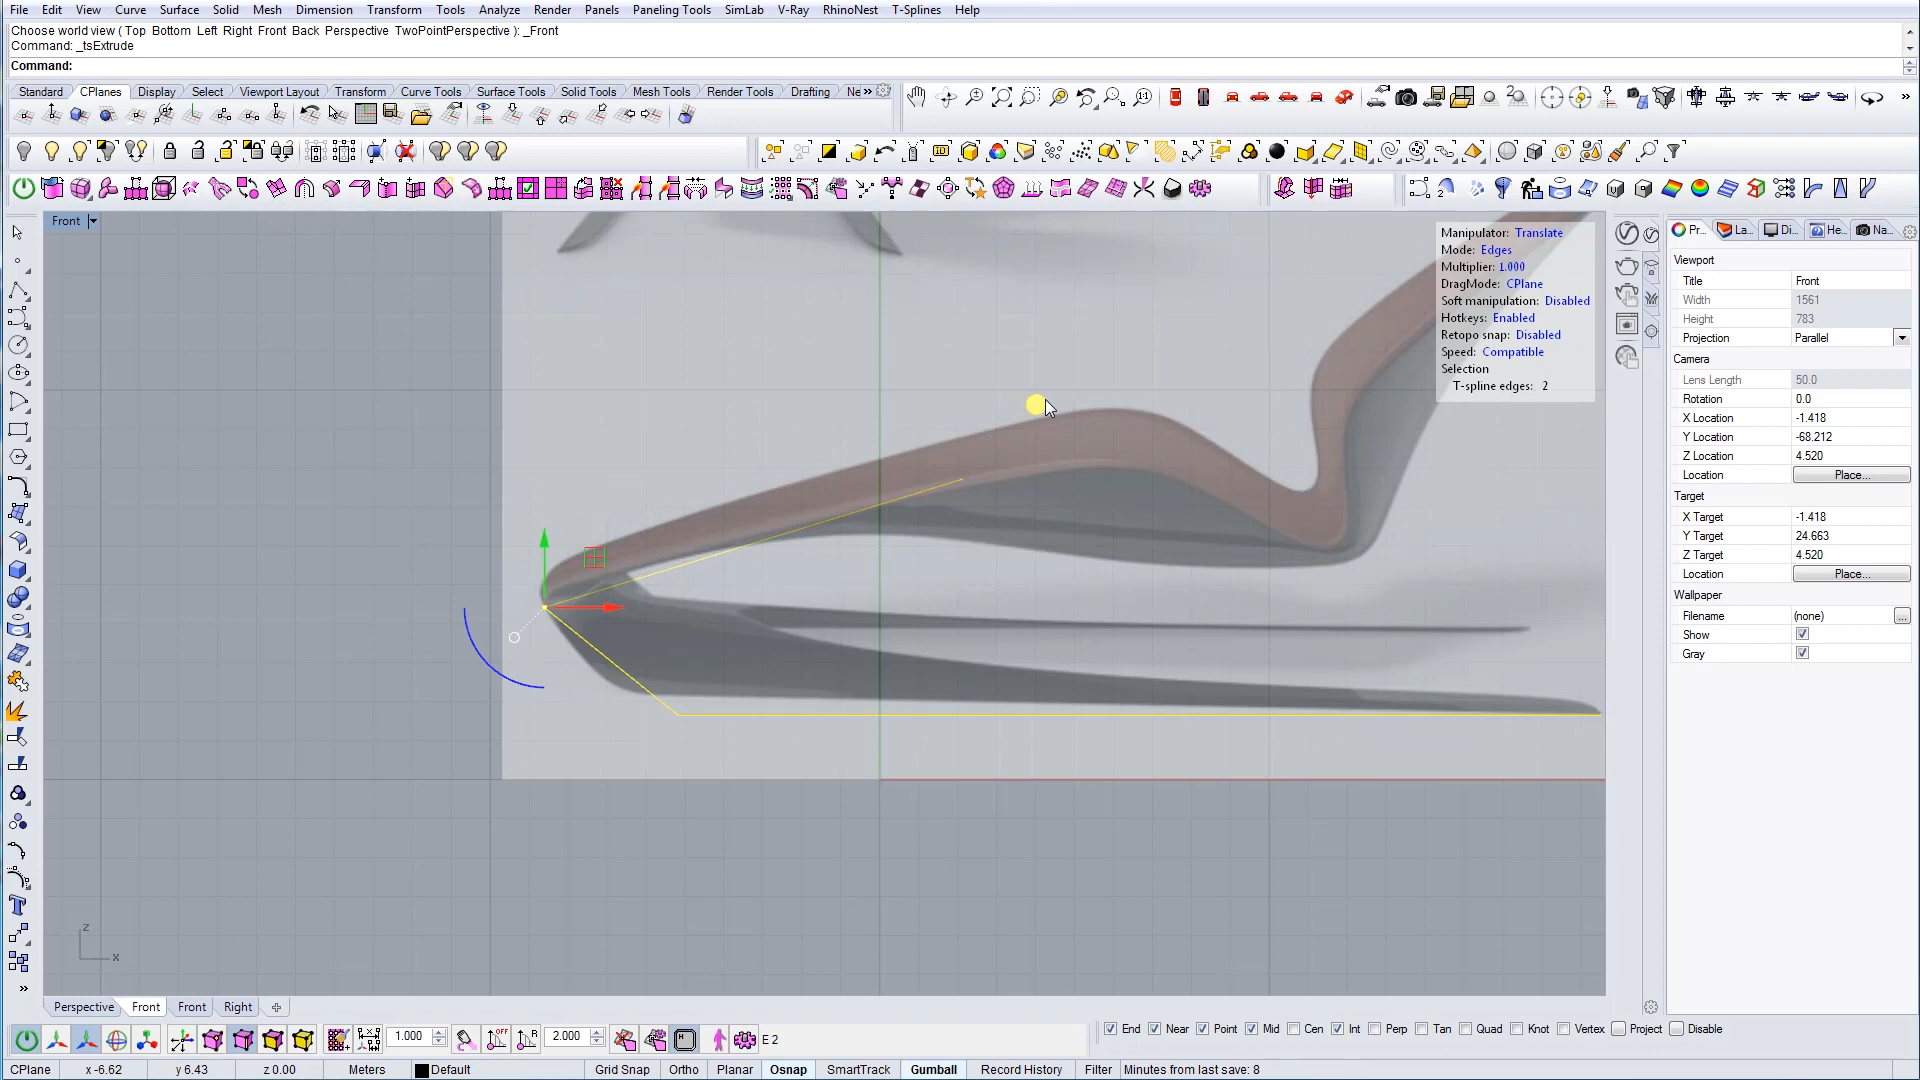 File Edit View Curve Surface Solid Mesh Dimension Transform Tools Analyze Render Panels Paneling Tools SimLab V-Ray RhinoNest T-Splines Help
Choose world view ( Top Bottom Left Right Front Back Perspective TwoPointPerspective ): _Front
Command: _tsExtrude
Command:
Standard CPlanes Display Select Viewport Layout Transform Curve Tools Surface Tools Solid Tools Mesh Tools Render Tools Drafting Ne »
Front
Manipulator: Translate
Mode: Edges
Multiplier: 1.000
DragMode: CPlane
Soft manipulation: Disabled
Hotkeys: Enabled
Retopo snap: Disabled
Speed: Compatible
Selection
T-spline edges: 2
Pr... La... Di... He... Na...
Viewport
Title Front
Width 1561
Height 783
Projection Parallel
Camera
Lens Length 50.0
Rotation 0.0
X Location -1.418
Y Location -68.212
Z Location 4.520
Location Place...
Target
X Target -1.418
Y Target 24.663
Z Target 4.520
Location Place...
Wallpaper
Filename (none) ...
Show
Gray
z
x
Perspective Front Front Right
1.000 2.000 E 2
End Near Point Mid Cen Int Perp Tan Quad Knot Vertex Project Disable
CPlane x -6.62 y 6.43 z 0.00 Meters Default Grid Snap Ortho Planar Osnap SmartTrack Gumball Record History Filter Minutes from last save: 8